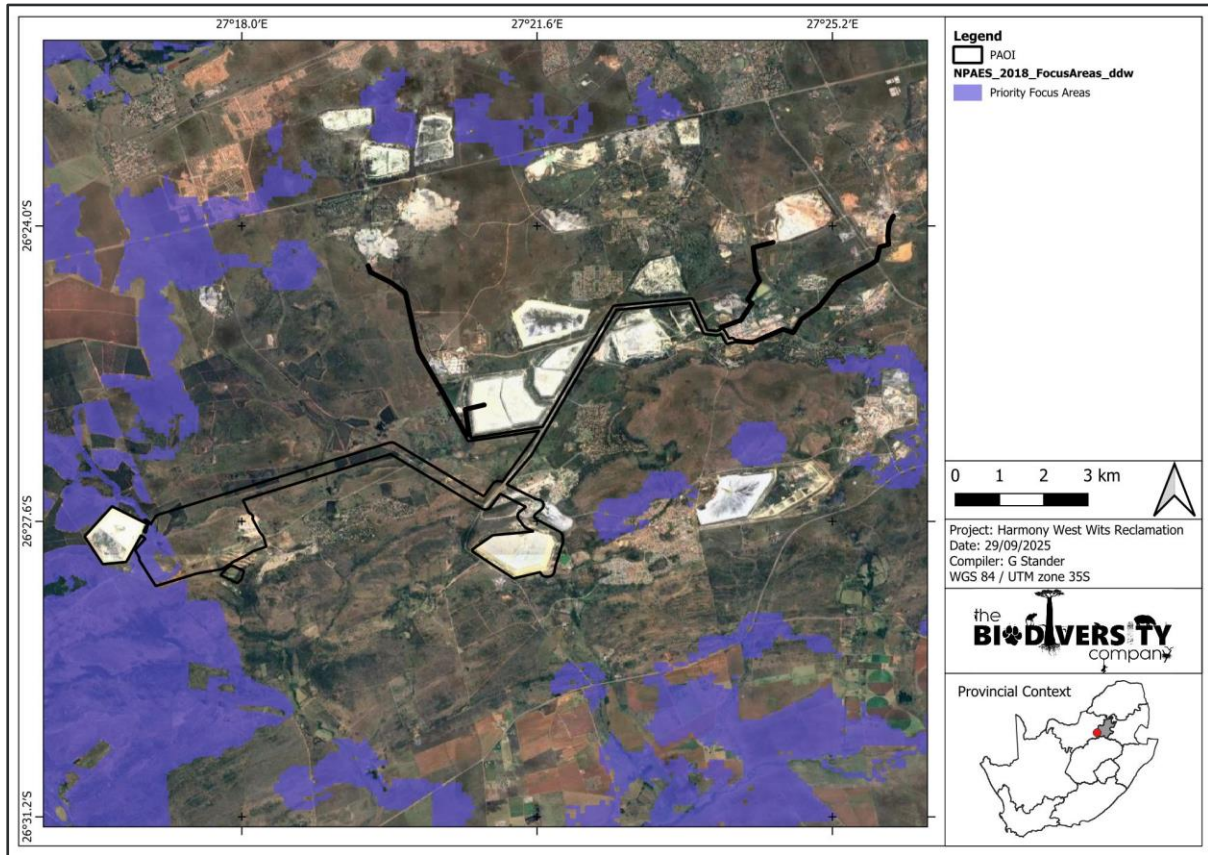 27°18.0'E
27°21.6'E
27°25.2'E
26°24.0'S
26°27.6'S
26°31.2'S
Legend
PAOI
NPAES_2018_FocusAreas_ddw
Priority Focus Areas
0 1 2 3 km
Project: Harmony West Wits Reclamation
Date: 29/09/2025
Compiler: G Stander
WGS 84 / UTM zone 35S
the
BIODIVERSITY
company
Provincial Context